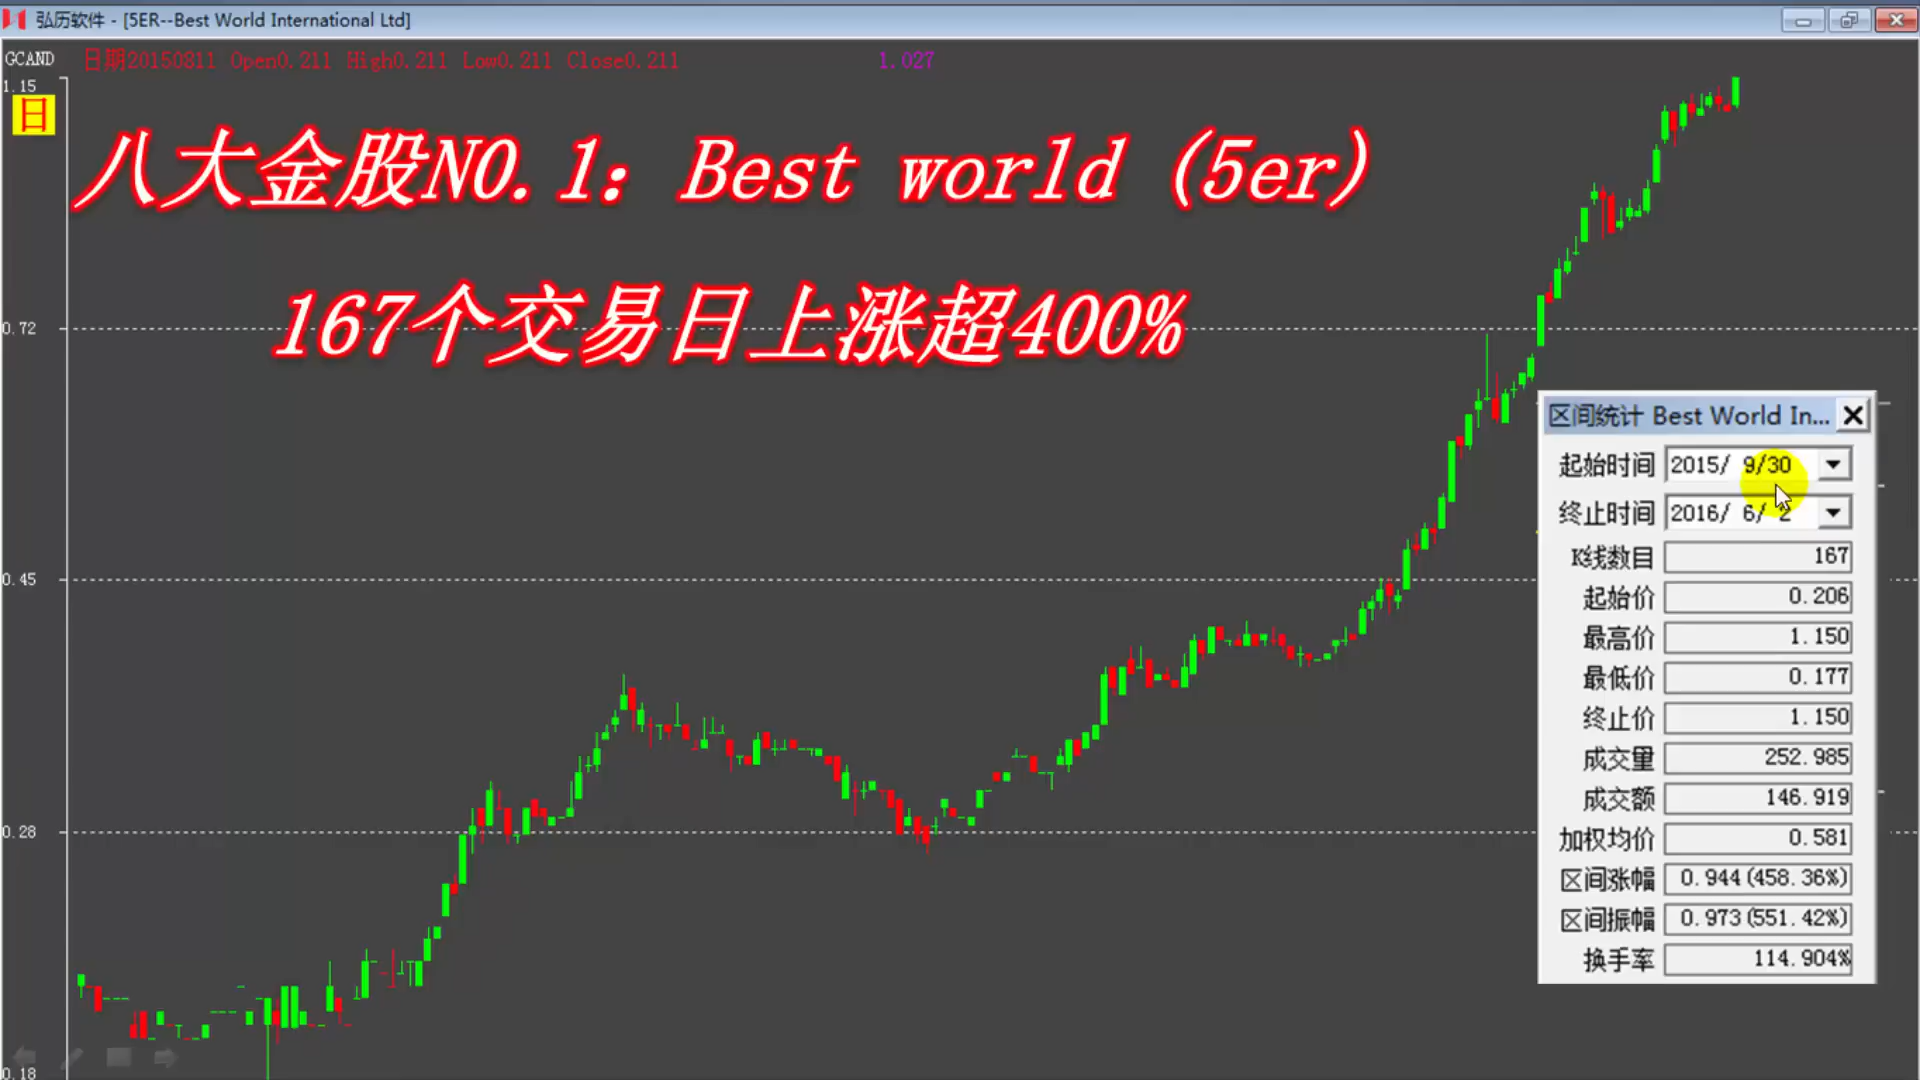 弘历软件 - [5ER--Best World International Ltd]
GCAND 日期20150811 Open0.211 High0.211 Low0.211 Close0.211 1.027
1.15
日
八大金股NO.1: Best world (5er)
167个交易日上涨超400%
0.72
0.45
0.28
0.18
区间统计 Best World In...
起始时间 2015/ 9/30
终止时间 2016/ 6/ 2
K线数目 167
起始价 0.206
最高价 1.150
最低价 0.177
终止价 1.150
成交量 252.985
成交额 146.919
加权均价 0.581
区间涨幅 0.944(458.36%)
区间振幅 0.973(551.42%)
换手率 114.904%